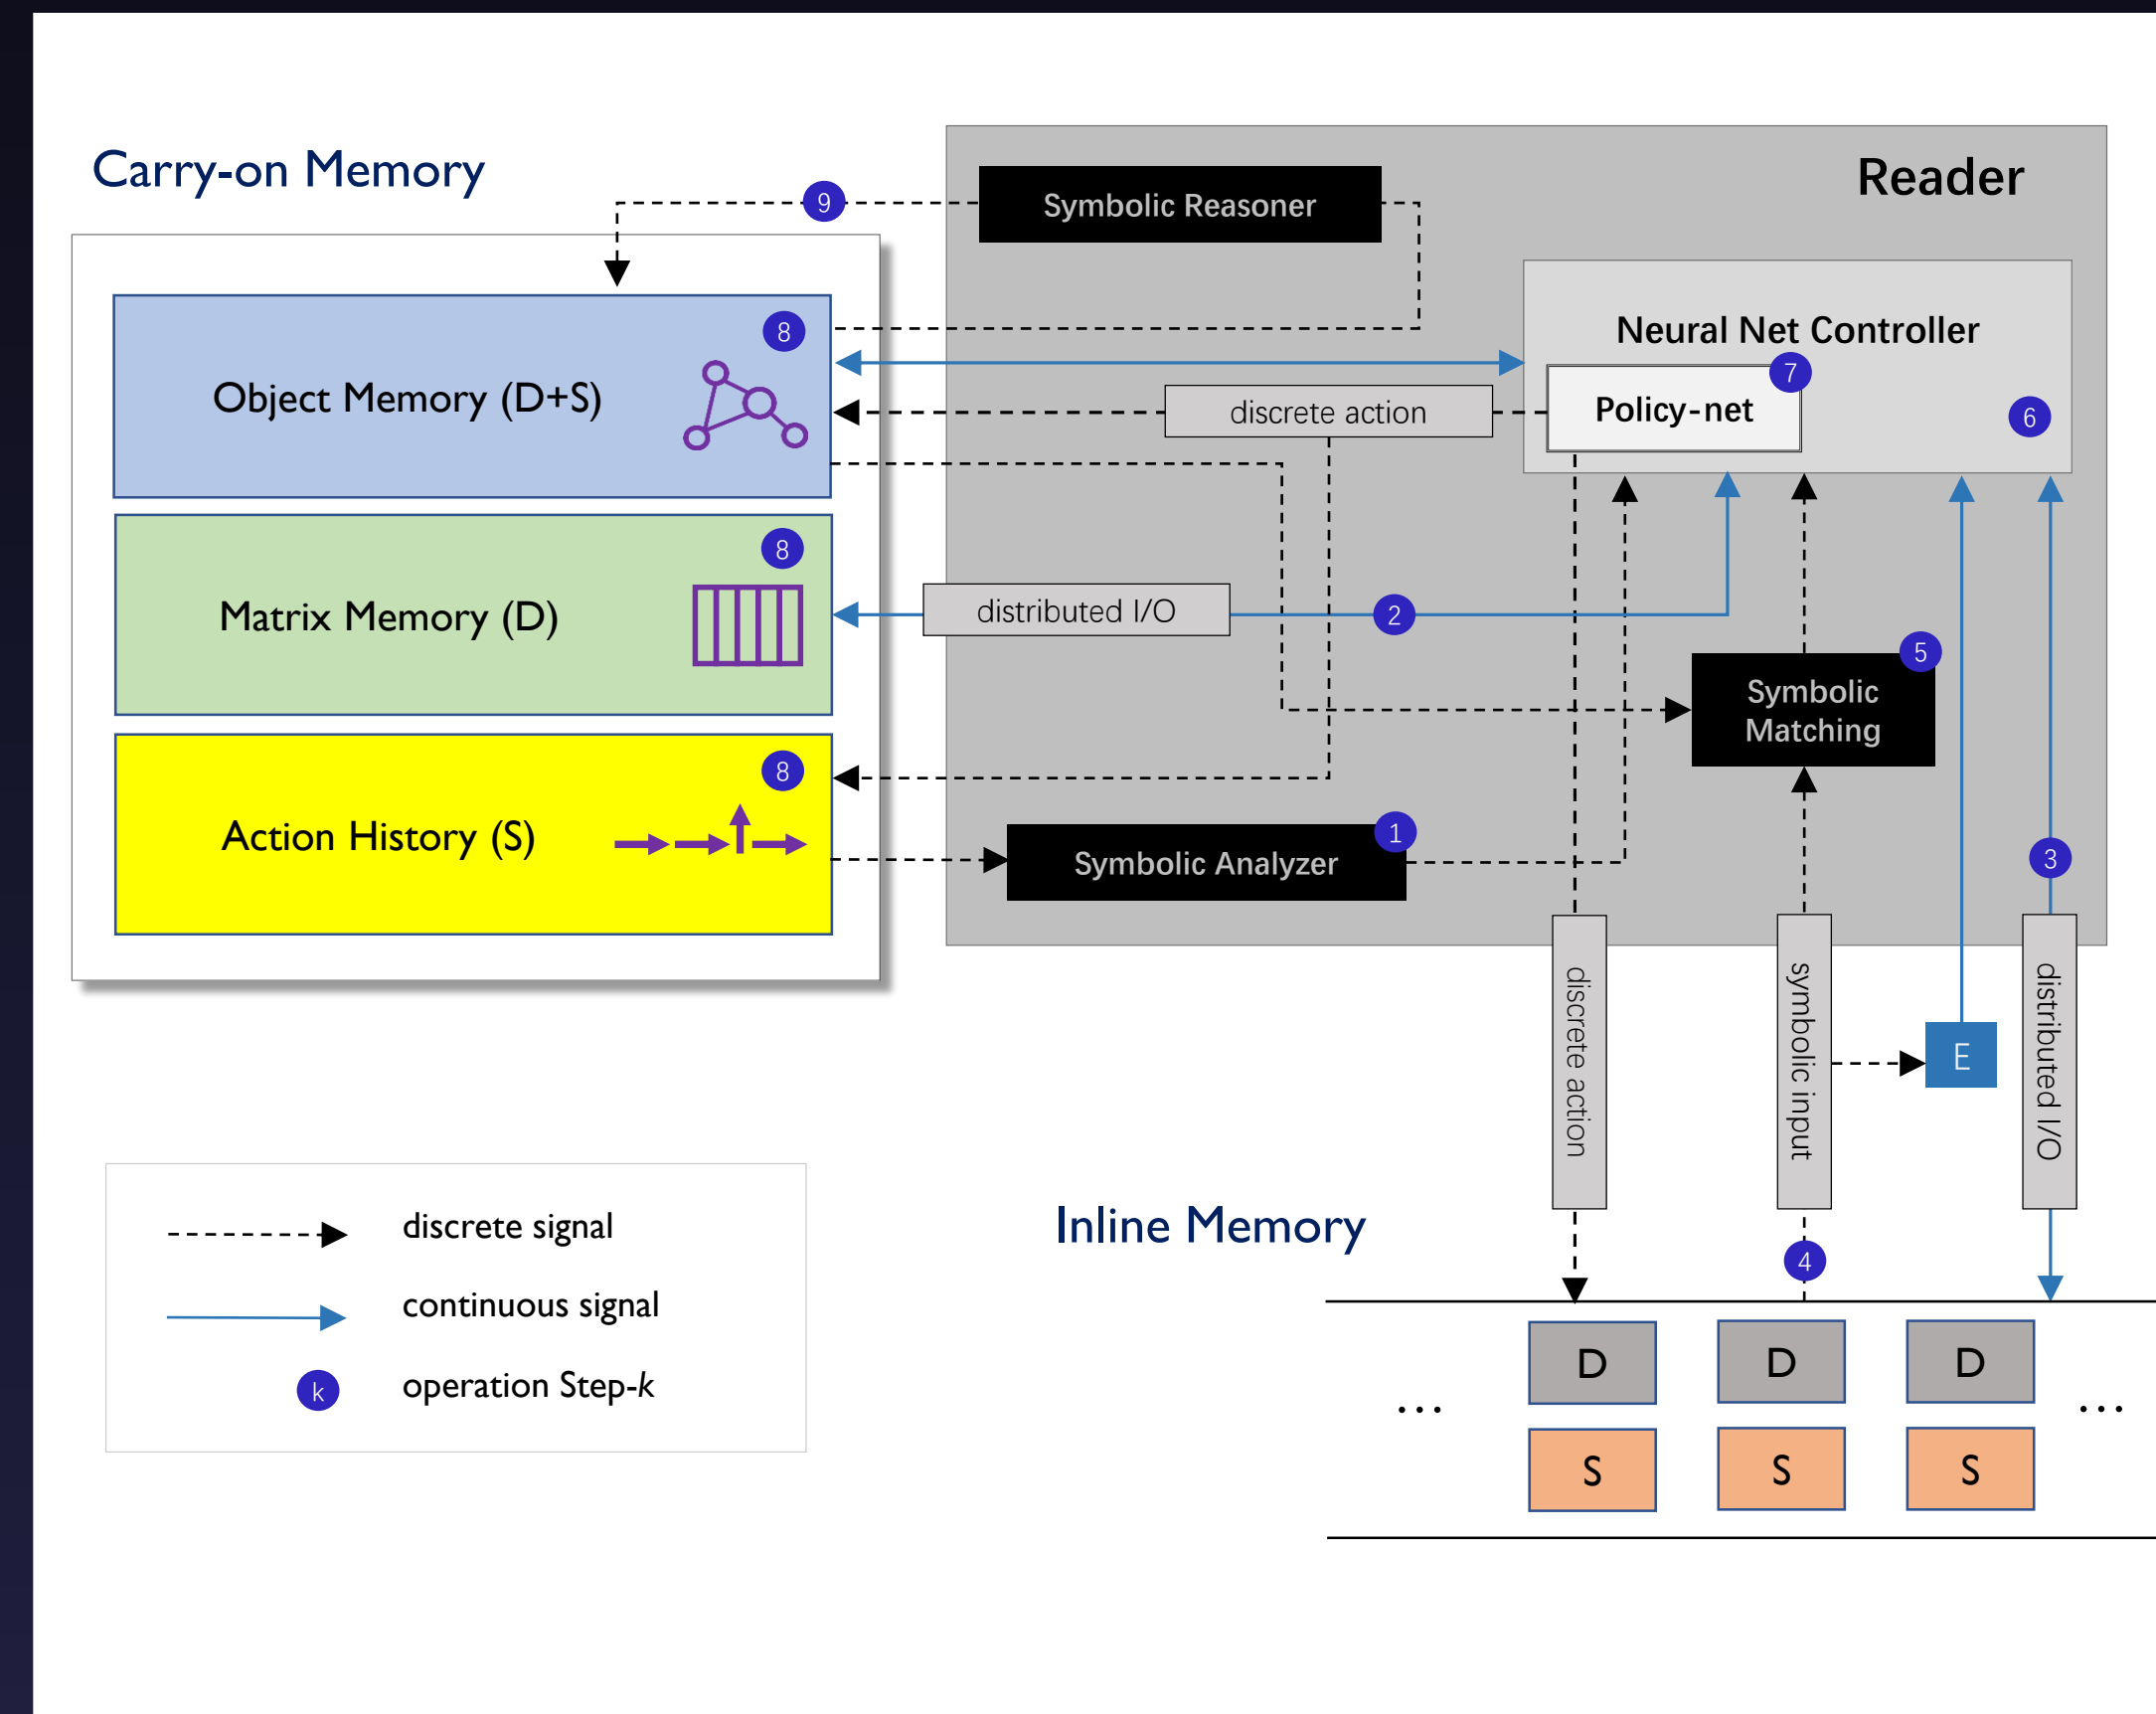 Carry-on Memory
Reader
9
Symbolic Reasoner
8
Neural Net Controller
7
Object Memory (D+S)
discrete action
Policy-net
6
8
Matrix Memory (D)
distributed I/O
2
5
Symbolic
Matching
8
Action History (S)
1
Symbolic Analyzer
3
discrete action
symbolic input
E
distributed I/O
discrete signal
continuous signal
k
operation Step-k
Inline Memory
4
D
D
D
...
...
S
S
S